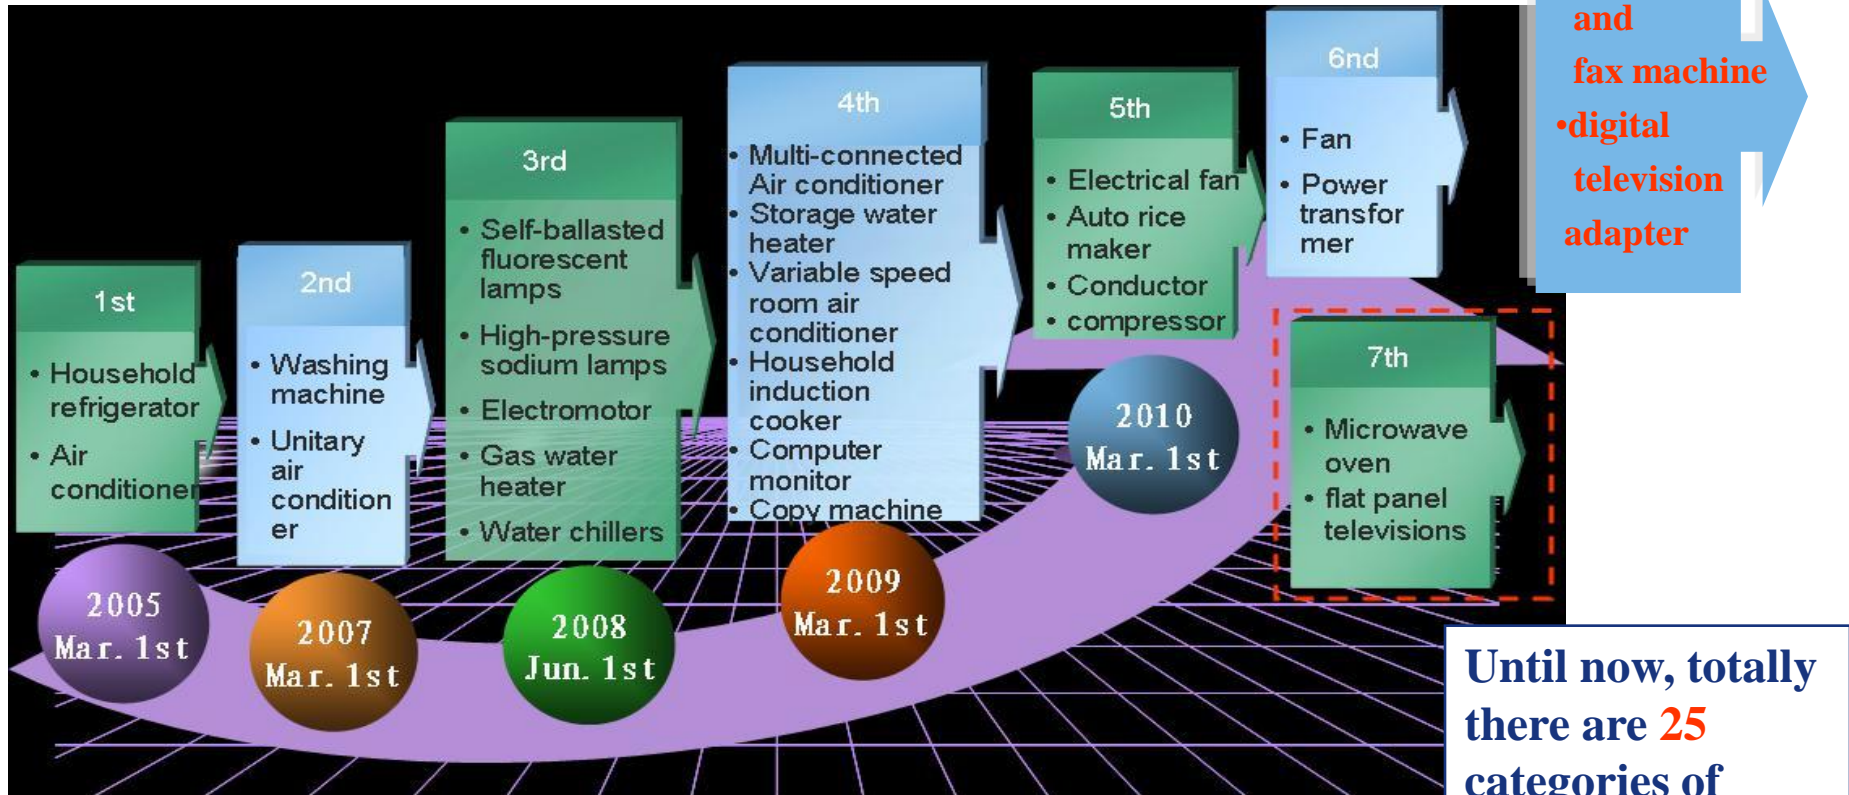 1st
• Household
refrigerator
• Air
conditioner
2nd
• Washing
machine
• Unitary
air
condition
er
3rd
• Self-ballasted
fluorescent
lamps
• High-pressure
sodium lamps
• Electromotor
• Gas water
heater
• Water chillers
4th
• Multi-connected
Air conditioner
• Storage water
heater
• Variable speed
room air
conditioner
• Household
induction
cooker
• Computer
monitor
• Copy machine
5th
• Electrical fan
• Auto rice
maker
• Conductor
• compressor
6nd
• Fan
• Power
transfor
mer
and
fax machine
•digital
television
adapter
7th
• Microwave
oven
• flat panel
televisions
2005
Mar. 1st
2007
Mar. 1st
2008
Jun. 1st
2009
Mar. 1st
2010
Mar. 1st
Until now, totally
there are 25
categories of